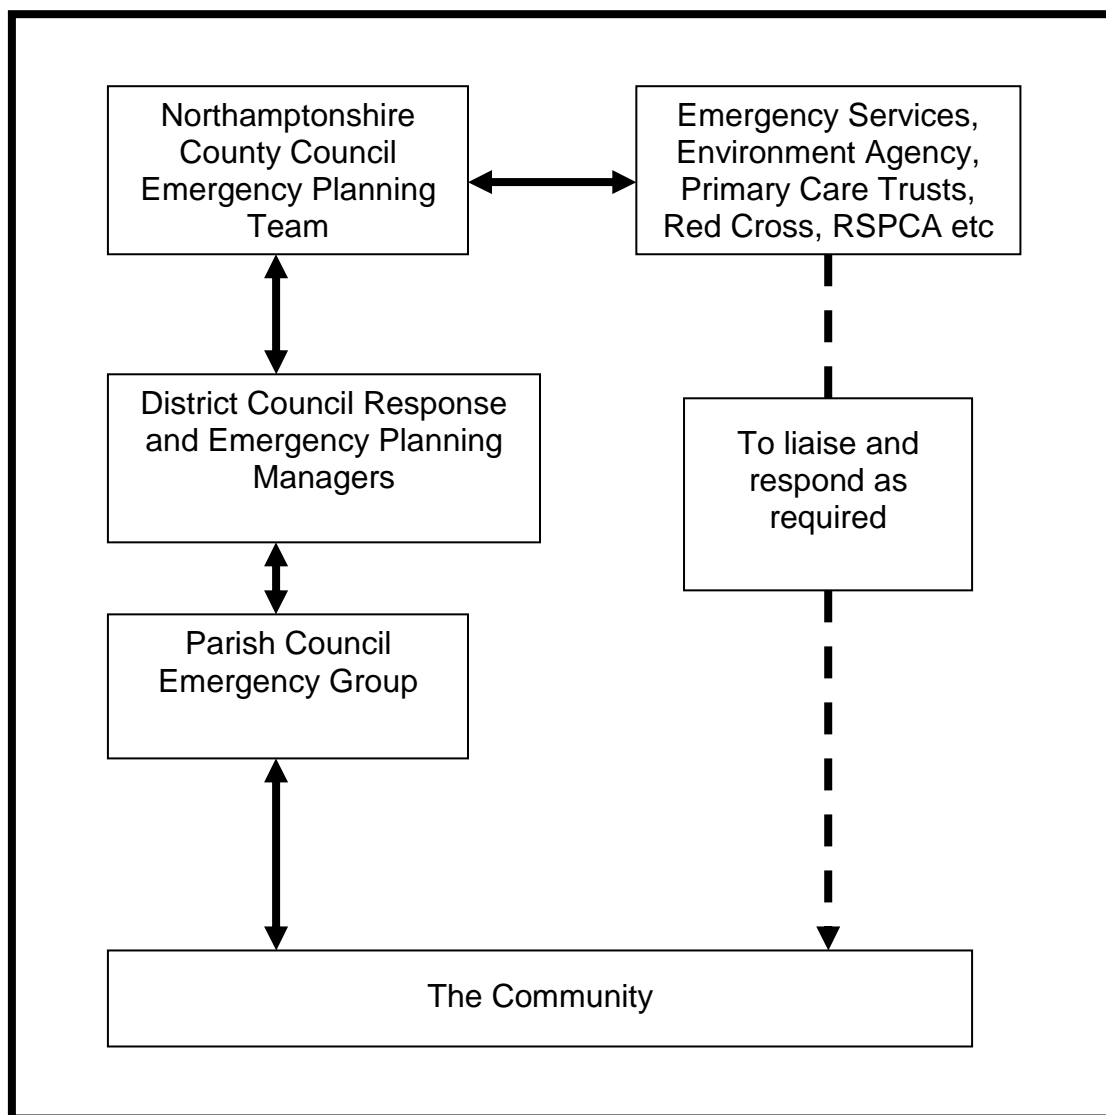 Northamptonshire
County Council
Emergency Planning
Team
Emergency Services,
Environment Agency,
Primary Care Trusts,
Red Cross, RSPCA etc
District Council Response
and Emergency Planning
Managers
To liaise and
respond as
required
Parish Council
Emergency Group
The Community